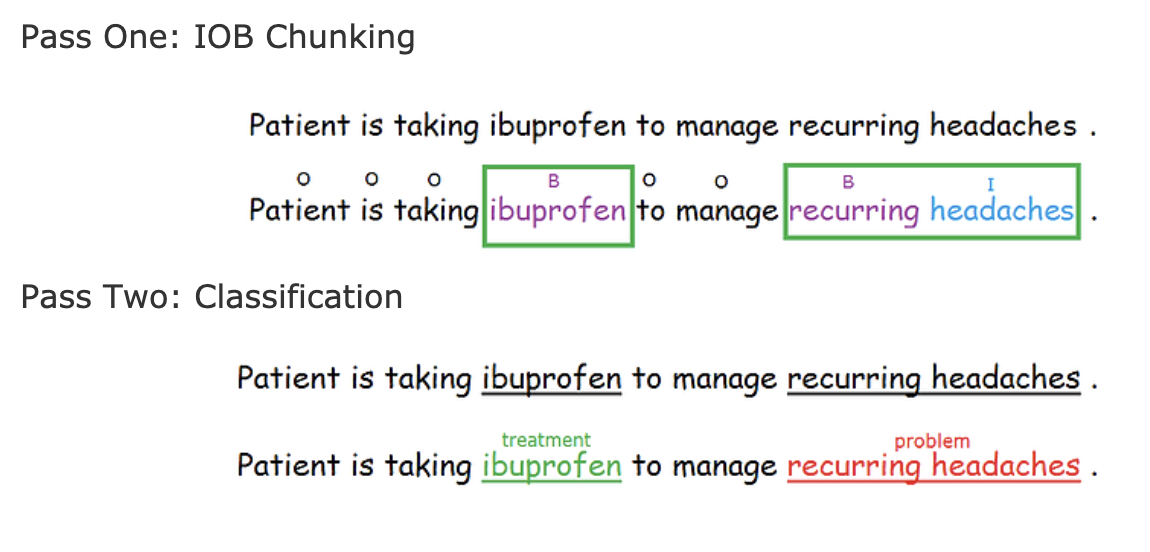 Pass One: IOB Chunking
Patient is taking ibuprofen to manage recurring headaches .
O O O B O O B I
Patient is taking ibuprofen to manage recurring headaches .
Pass Two: Classification
Patient is taking ibuprofen to manage recurring headaches .
treatment problem
Patient is taking ibuprofen to manage recurring headaches .